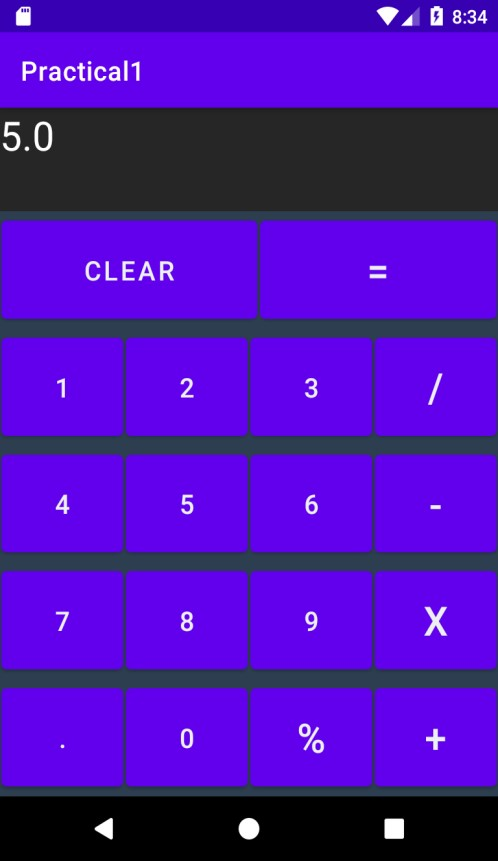 8:34
Practical1
5.0
CLEAR =
1 2 3 /
4 5 6 -
7 8 9 X
. 0 % +